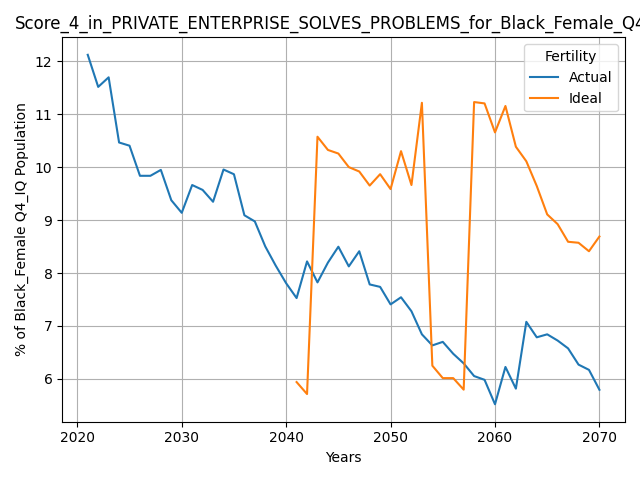 Score_4_in_PRIVATE_ENTERPRISE_SOLVES_PROBLEMS_for_Black_Female_Q4
Fertility
Actual
Ideal
% of Black_Female Q4_IQ Population
12
11
10
9
8
7
6
2020 2030 2040 2050 2060 2070
Years